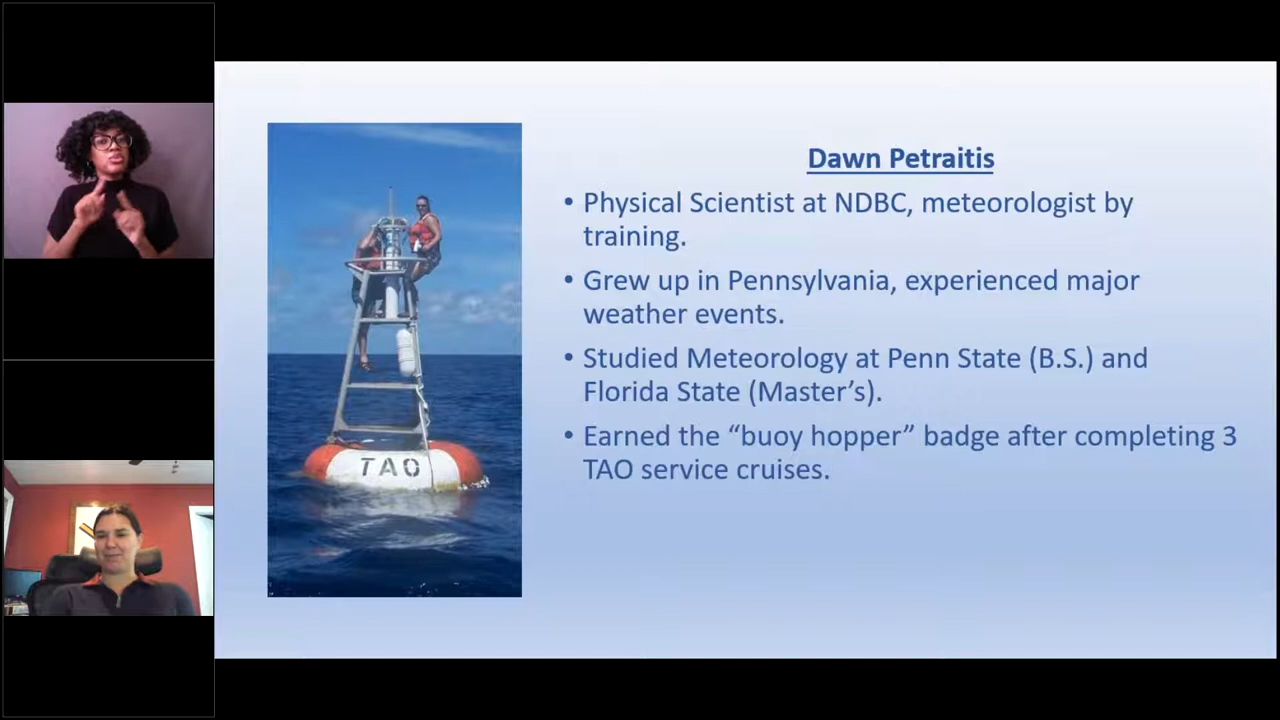 Dawn Petraitis
• Physical Scientist at NDBC, meteorologist by
training.
• Grew up in Pennsylvania, experienced major
weather events.
• Studied Meteorology at Penn State (B.S.) and
Florida State (Master’s).
• Earned the “buoy hopper” badge after completing 3
TAO service cruises.
TAO